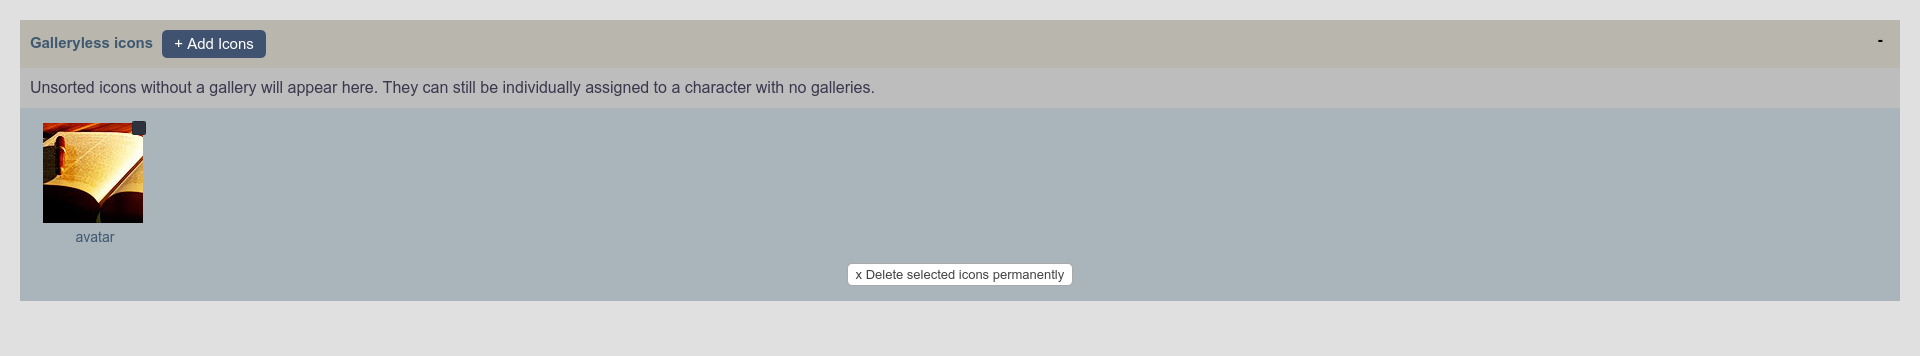 Galleryless icons + Add Icons -
Unsorted icons without a gallery will appear here. They can still be individually assigned to a character with no galleries.
avatar
x Delete selected icons permanently